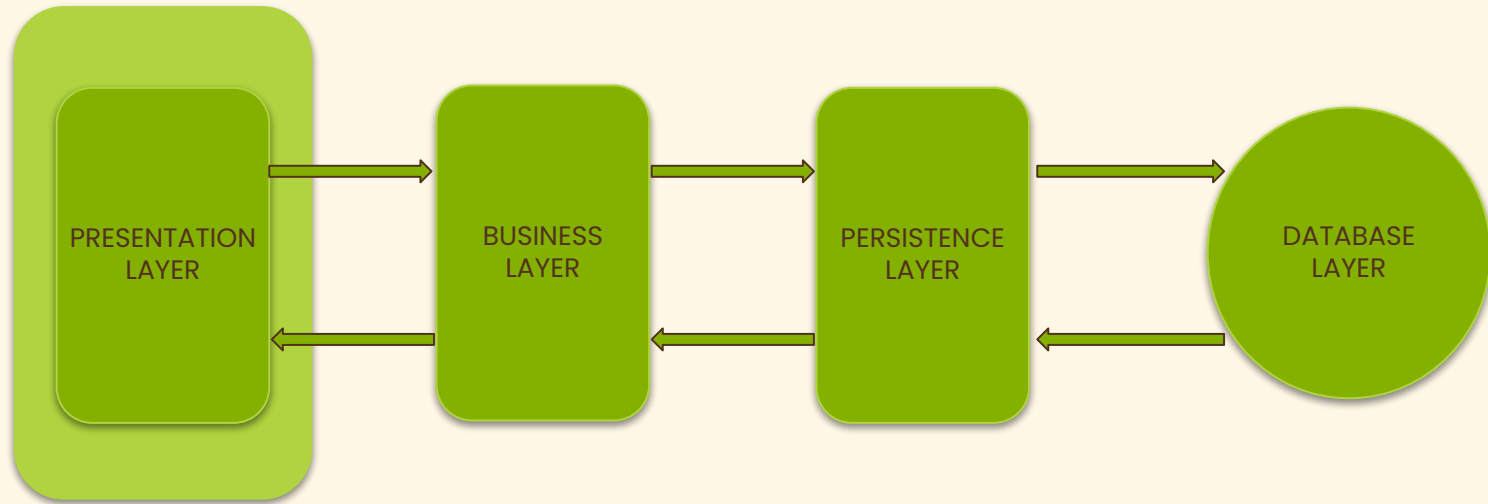 PRESENTATION
LAYER
BUSINESS
LAYER
PERSISTENCE
LAYER
DATABASE
LAYER